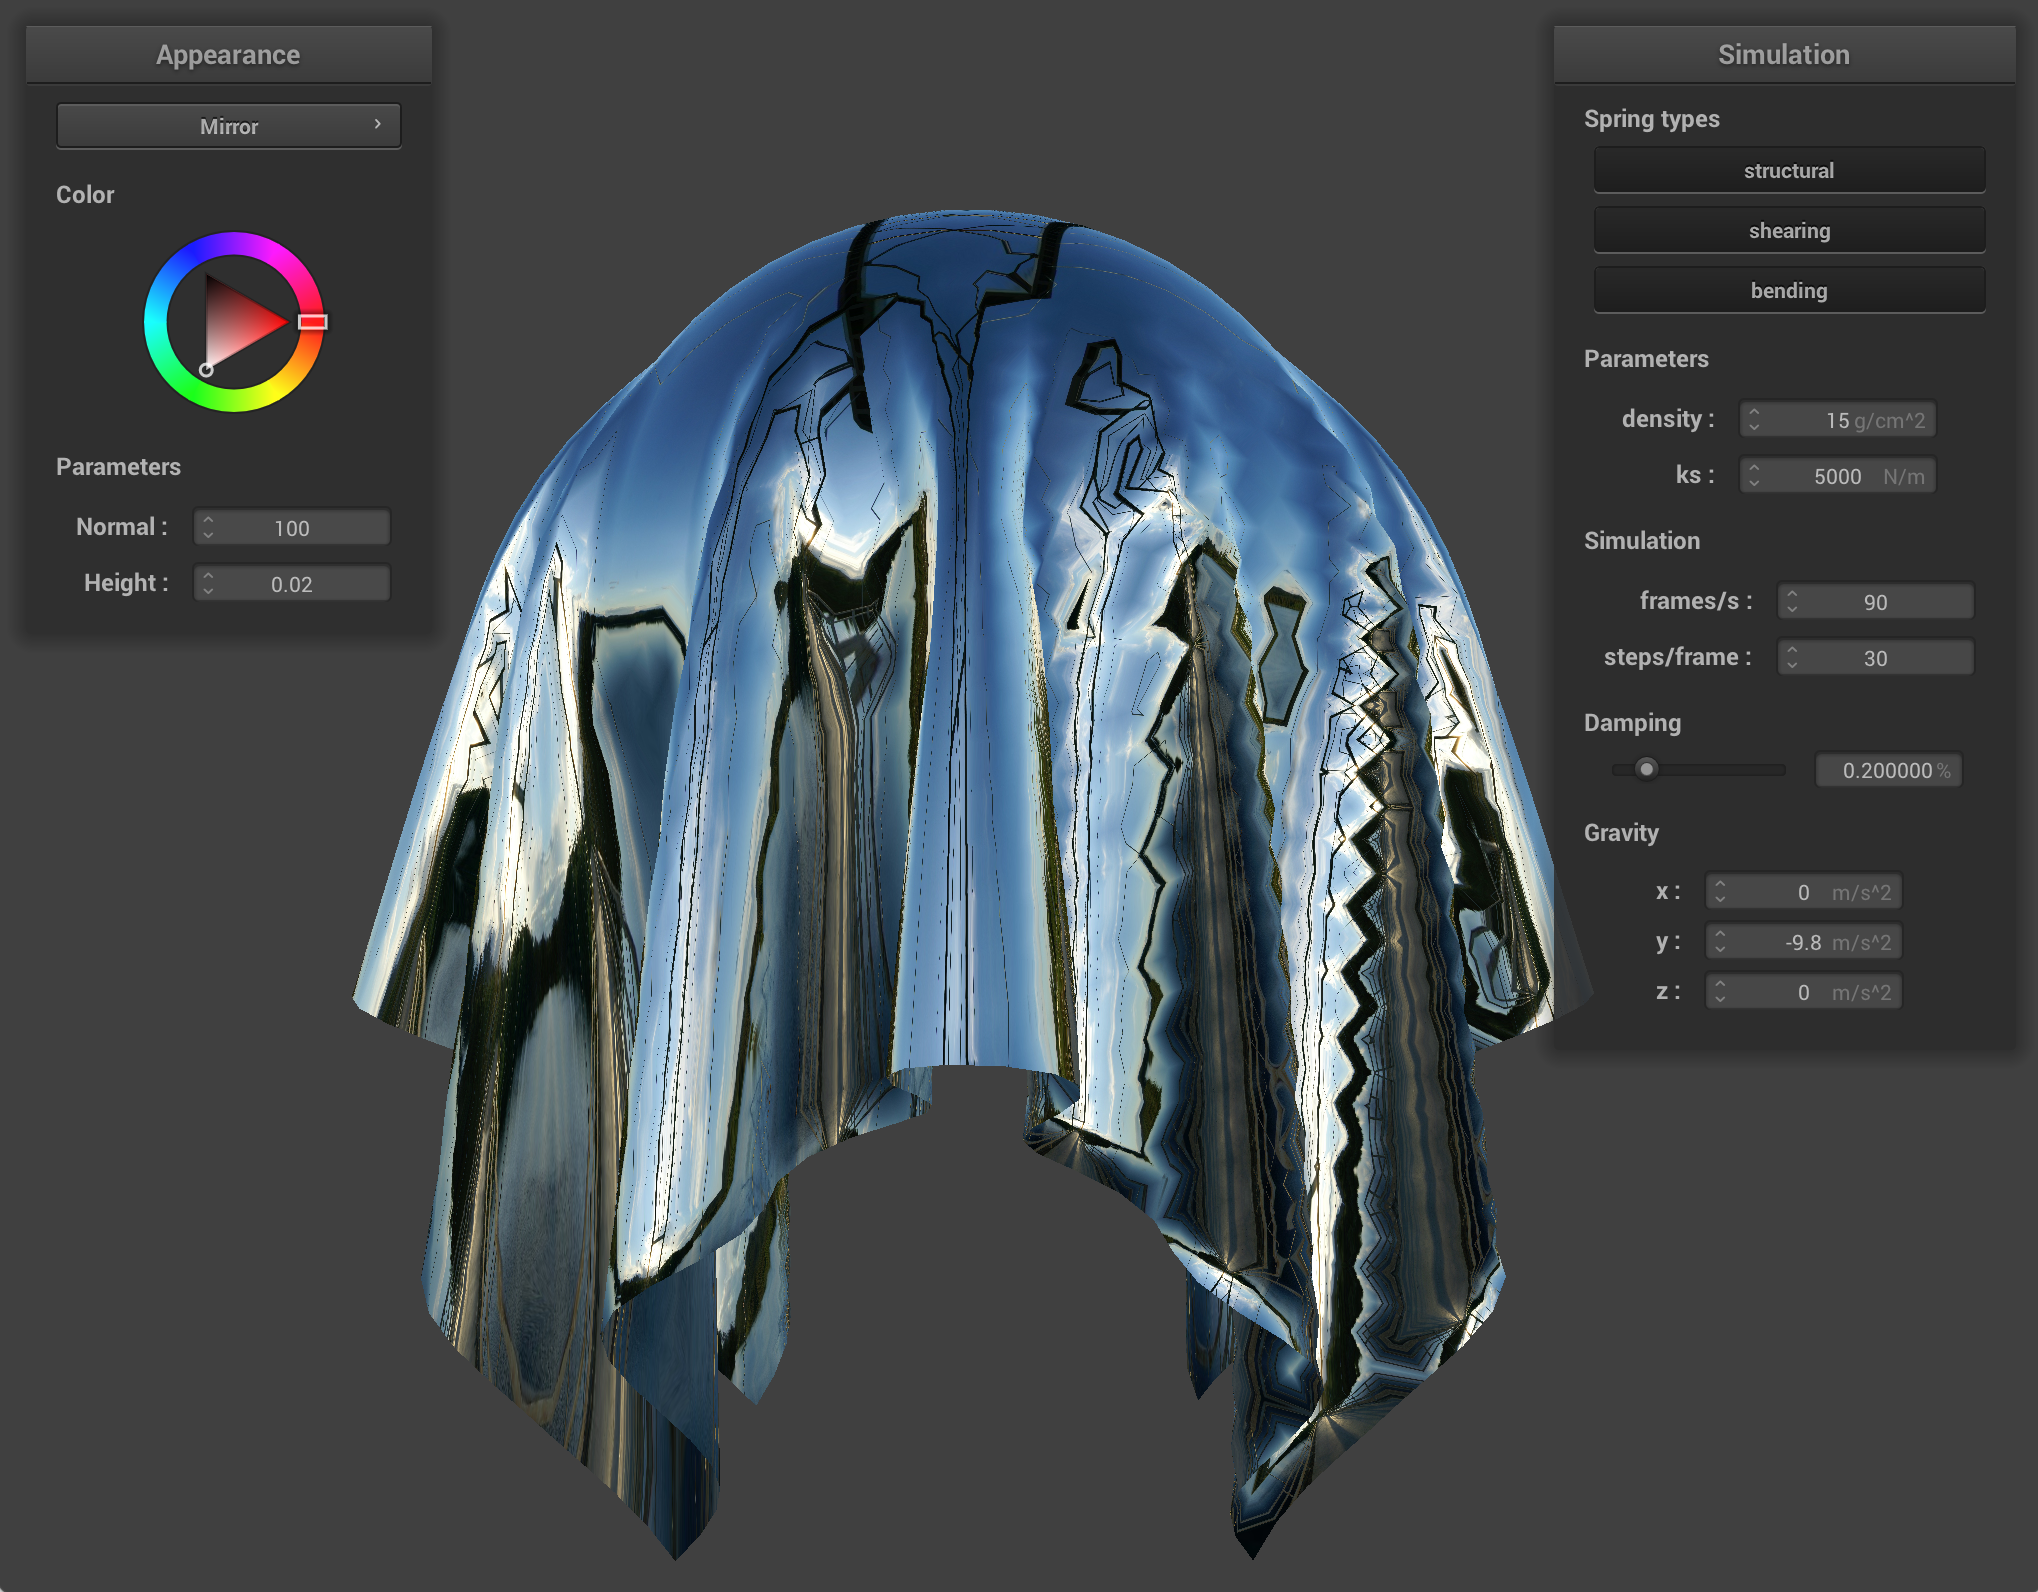 Appearance
Mirror
Color
Parameters
Normal : 100
Height : 0.02
Simulation
Spring types
structural
shearing
bending
Parameters
density : 15 g/cm^2
ks : 5000 N/m
Simulation
frames/s : 90
steps/frame : 30
Damping
0.200000 %
Gravity
x : 0 m/s^2
y : -9.8 m/s^2
z : 0 m/s^2